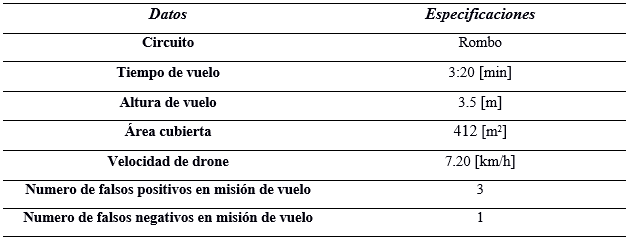 Datos Especificaciones
Circuito Rombo
Tiempo de vuelo 3:20 [min]
Altura de vuelo 3.5 [m]
Área cubierta 412 [m²]
Velocidad de drone 7.20 [km/h]
Numero de falsos positivos en misión de vuelo 3
Numero de falsos negativos en misión de vuelo 1